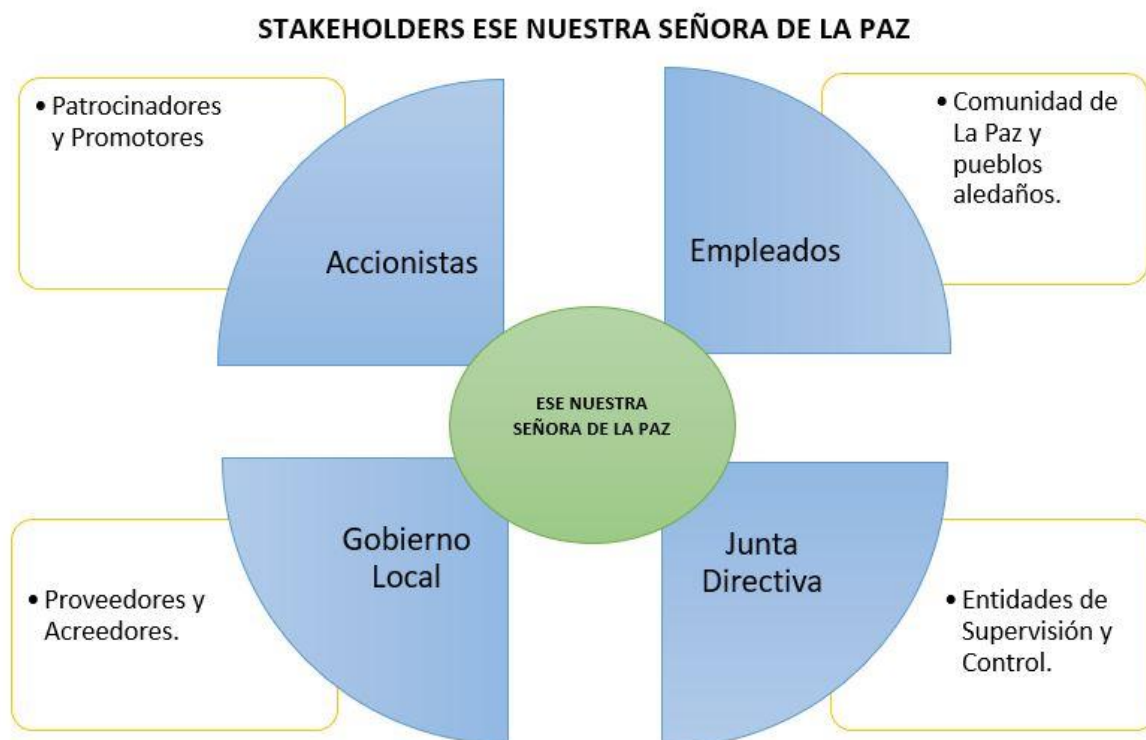 STAKEHOLDERS ESE NUESTRA SEÑORA DE LA PAZ
• Patrocinadores
y Promotores
Accionistas
Empleados
• Comunidad de
La Paz y
pueblos
aledaños.
ESE NUESTRA
SEÑORA DE LA PAZ
• Proveedores y
Acreedores.
Gobierno
Local
Junta
Directiva
• Entidades de
Supervisión y
Control.